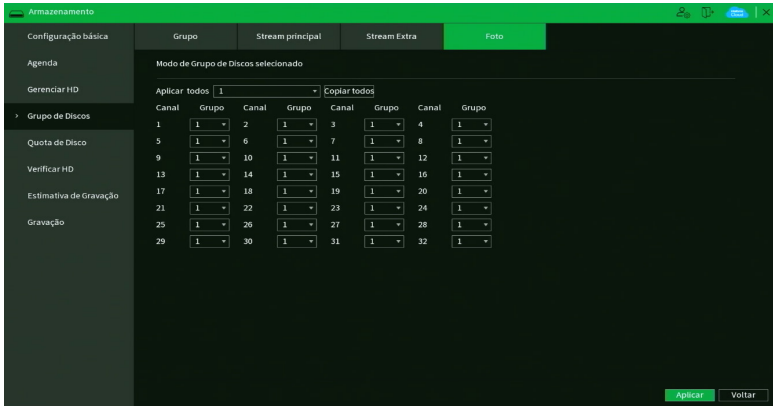 Armazenamento
Configuração básica
Agenda
Gerenciar HD
Grupo de Discos
Quota de Disco
Verificar HD
Estimativa de Gravação
Gravação
Grupo Stream principal Stream Extra Foto
Modo de Grupo de Discos selecionado
Aplicar todos 1 Copiar todos
Canal Grupo Canal Grupo Canal Grupo Canal Grupo
1 1 2 1 3 1 4 1
5 1 6 1 7 1 8 1
9 1 10 1 11 1 12 1
13 1 14 1 15 1 16 1
17 1 18 1 19 1 20 1
21 1 22 1 23 1 24 1
25 1 26 1 27 1 28 1
29 1 30 1 31 1 32 1
Aplicar Voltar